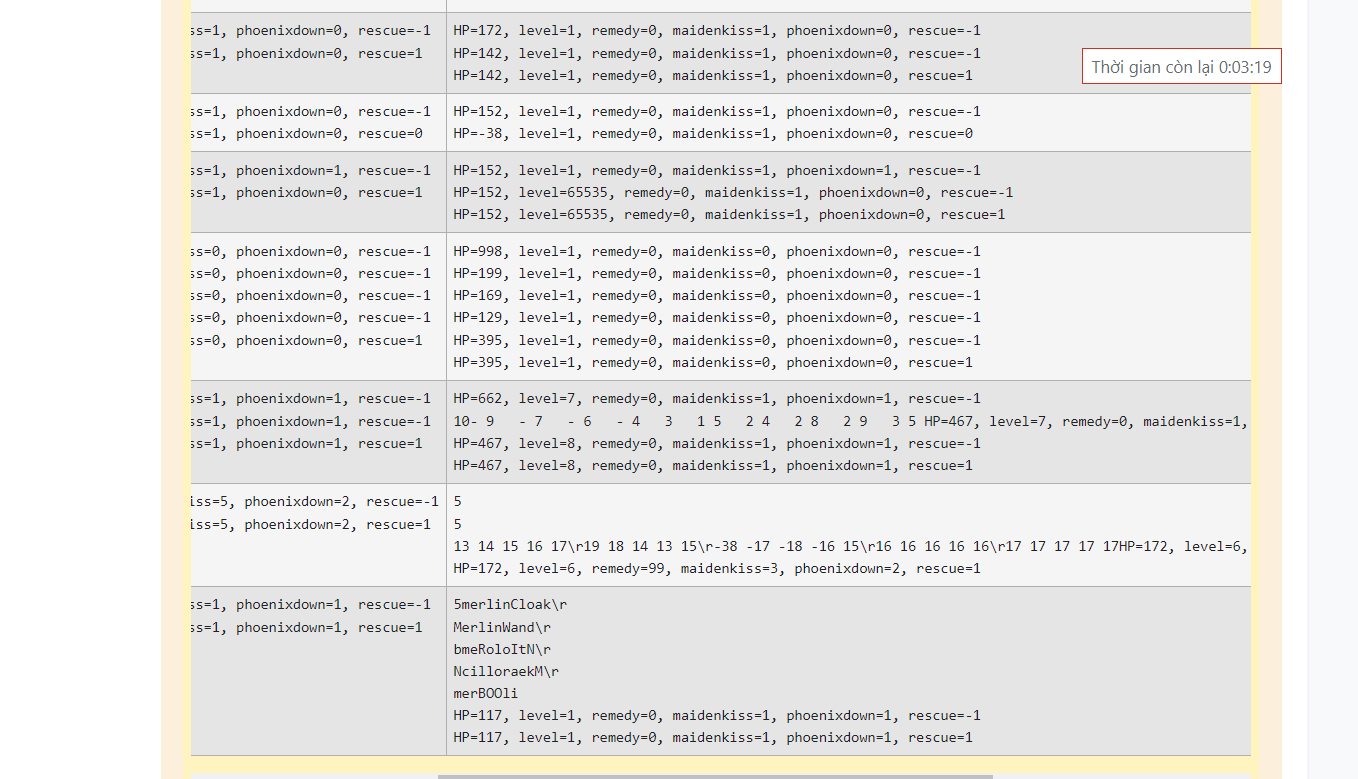 ss=1, phoenixdown=0, rescue=-1
ss=1, phoenixdown=0, rescue=1
HP=172, level=1, remedy=0, maidenkiss=1, phoenixdown=0, rescue=-1
HP=142, level=1, remedy=0, maidenkiss=1, phoenixdown=0, rescue=-1
HP=142, level=1, remedy=0, maidenkiss=1, phoenixdown=0, rescue=1
Thời gian còn lại 0:03:19
ss=1, phoenixdown=0, rescue=-1
ss=1, phoenixdown=0, rescue=0
HP=152, level=1, remedy=0, maidenkiss=1, phoenixdown=0, rescue=-1
HP=-38, level=1, remedy=0, maidenkiss=1, phoenixdown=0, rescue=0
ss=1, phoenixdown=1, rescue=-1
ss=1, phoenixdown=0, rescue=1
HP=152, level=1, remedy=0, maidenkiss=1, phoenixdown=1, rescue=-1
HP=152, level=65535, remedy=0, maidenkiss=1, phoenixdown=0, rescue=-1
HP=152, level=65535, remedy=0, maidenkiss=1, phoenixdown=0, rescue=1
ss=0, phoenixdown=0, rescue=-1
ss=0, phoenixdown=0, rescue=-1
ss=0, phoenixdown=0, rescue=-1
ss=0, phoenixdown=0, rescue=-1
ss=0, phoenixdown=0, rescue=1
HP=998, level=1, remedy=0, maidenkiss=0, phoenixdown=0, rescue=-1
HP=199, level=1, remedy=0, maidenkiss=0, phoenixdown=0, rescue=-1
HP=169, level=1, remedy=0, maidenkiss=0, phoenixdown=0, rescue=-1
HP=129, level=1, remedy=0, maidenkiss=0, phoenixdown=0, rescue=-1
HP=395, level=1, remedy=0, maidenkiss=0, phoenixdown=0, rescue=-1
HP=395, level=1, remedy=0, maidenkiss=0, phoenixdown=0, rescue=1
ss=1, phoenixdown=1, rescue=-1
ss=1, phoenixdown=1, rescue=-1
ss=1, phoenixdown=1, rescue=1
HP=662, level=7, remedy=0, maidenkiss=1, phoenixdown=1, rescue=-1
10- 9   - 7   - 6   - 4   3   1 5   2 4   2 8   2 9   3 5 HP=467, level=7, remedy=0, maidenkiss=1,
HP=467, level=8, remedy=0, maidenkiss=1, phoenixdown=1, rescue=-1
HP=467, level=8, remedy=0, maidenkiss=1, phoenixdown=1, rescue=1
iss=5, phoenixdown=2, rescue=-1
iss=5, phoenixdown=2, rescue=1
5
5
13 14 15 16 17\r19 18 14 13 15\r-38 -17 -18 -16 15\r16 16 16 16 16\r17 17 17 17 17HP=172, level=6,
HP=172, level=6, remedy=99, maidenkiss=3, phoenixdown=2, rescue=1
ss=1, phoenixdown=1, rescue=-1
ss=1, phoenixdown=1, rescue=1
5merlinCloak\r
MerlinWand\r
bmeRoloItN\r
NcilloraekM\r
merBOOli
HP=117, level=1, remedy=0, maidenkiss=1, phoenixdown=1, rescue=-1
HP=117, level=1, remedy=0, maidenkiss=1, phoenixdown=1, rescue=1